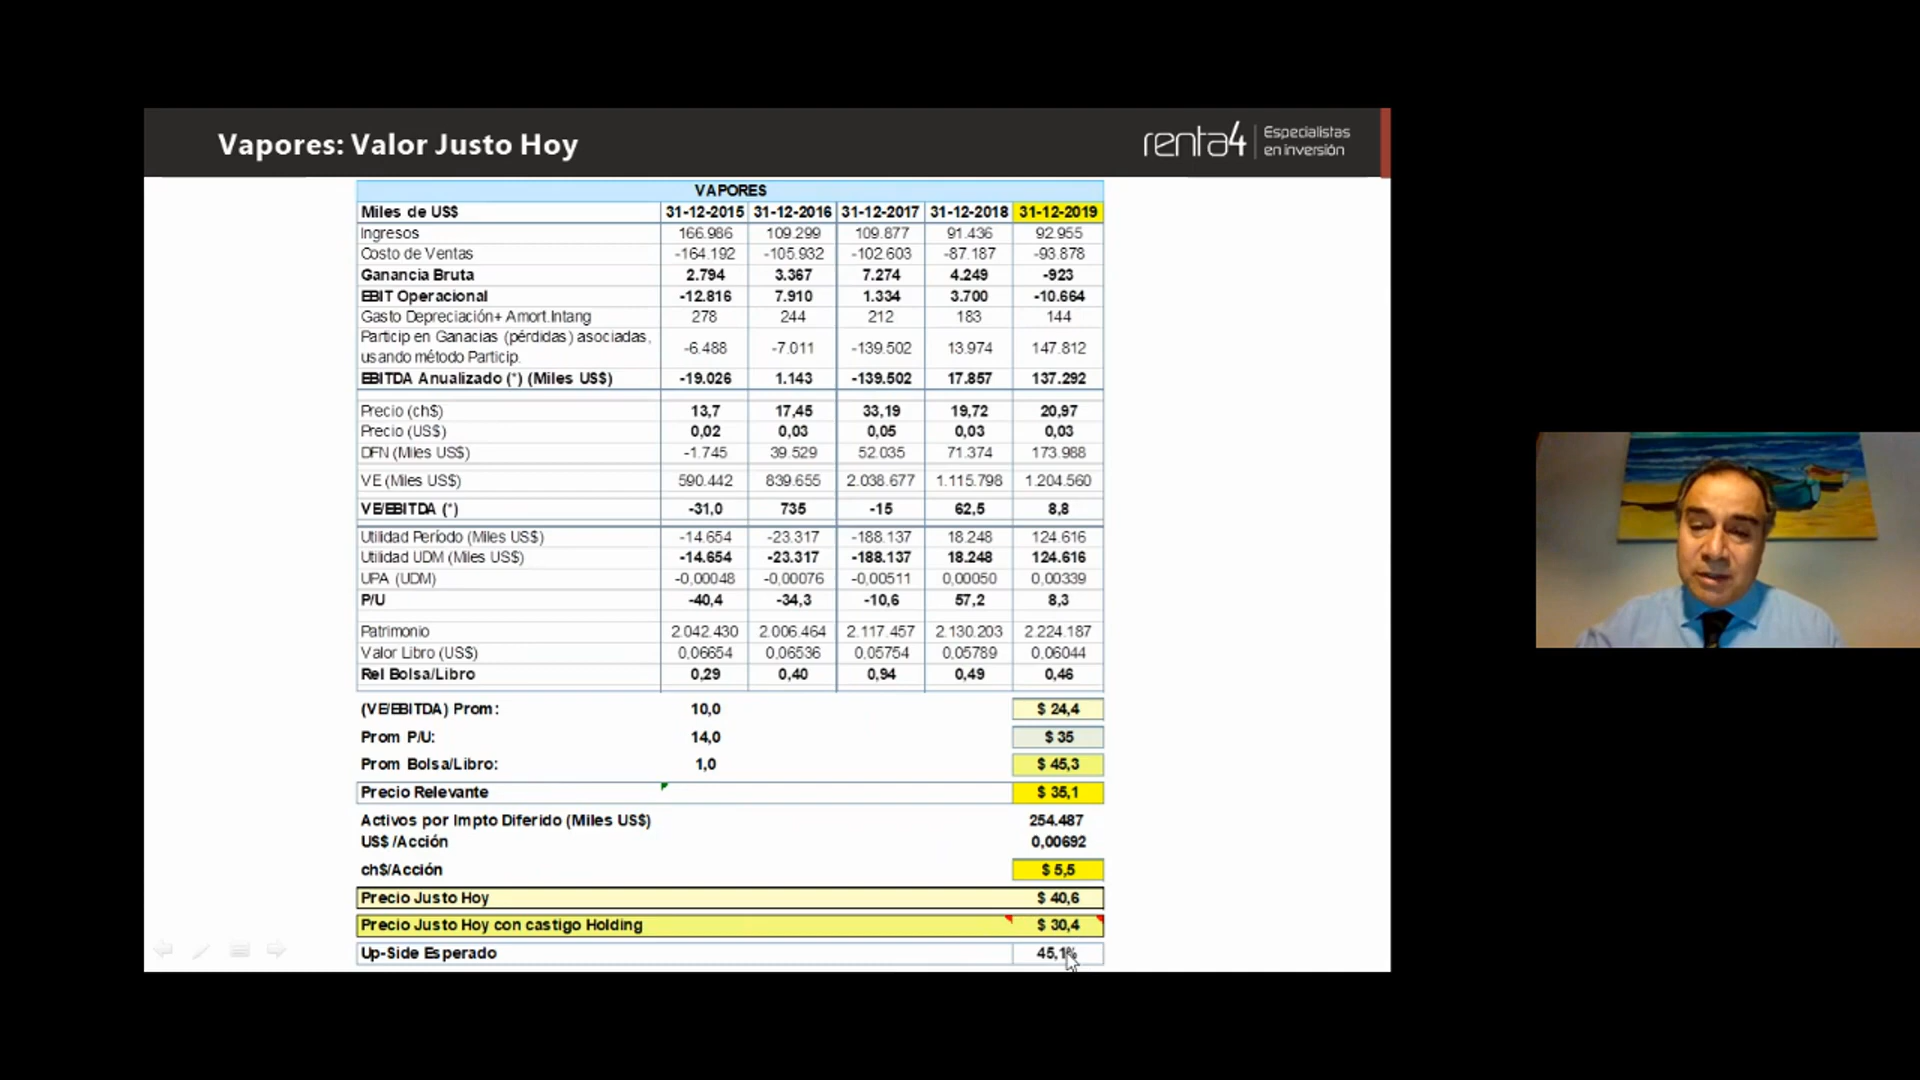 Vapores: Valor Justo Hoy
renta4 Especialistas en inversión
VAPORES
Miles de US$ 31-12-2015 31-12-2016 31-12-2017 31-12-2018 31-12-2019
Ingresos 166.986 109.299 109.877 91.436 92.955
Costo de Ventas -164.192 -105.932 -102.603 -87.187 -93.878
Ganancia Bruta 2.794 3.367 7.274 4.249 -923
EBIT Operacional -12.816 7.910 1.334 3.700 -10.664
Gasto Depreciación+ Amort.Intang 278 244 212 183 144
Particip en Ganacias (pérdidas) asociadas,
usando método Particip. -6.488 -7.011 -139.502 13.974 147.812
EBITDA Anualizado (*) (Miles US$) -19.026 1.143 -139.502 17.857 137.292
Precio (ch$) 13,7 17,45 33,19 19,72 20,97
Precio (US$) 0,02 0,03 0,05 0,03 0,03
DFN (Miles US$) -1.745 39.529 52.035 71.374 173.988
VE (Miles US$) 590.442 839.655 2.038.677 1.115.798 1.204.560
VE/EBITDA (*) -31,0 735 -15 62,5 8,8
Utilidad Período (Miles US$) -14.654 -23.317 -188.137 18.248 124.616
Utilidad UDM (Miles US$) -14.654 -23.317 -188.137 18.248 124.616
UPA (UDM) -0,00048 -0,00076 -0,00511 0,00050 0,00339
P/U -40,4 -34,3 -10,6 57,2 8,3
Patrimonio 2.042.430 2.006.464 2.117.457 2.130.203 2.224.187
Valor Libro (US$) 0,06654 0,06536 0,05754 0,05789 0,06044
Rel Bolsa/Libro 0,29 0,40 0,94 0,49 0,46
(VE/EBITDA) Prom: 10,0 $ 24,4
Prom P/U: 14,0 $ 35
Prom Bolsa/Libro: 1,0 $ 45,3
Precio Relevante $ 35,1
Activos por Impto Diferido (Miles US$) 254.487
US$ /Acción 0,00692
ch$/Acción $ 5,5
Precio Justo Hoy $ 40,6
Precio Justo Hoy con castigo Holding $ 30,4
Up-Side Esperado 45,1%